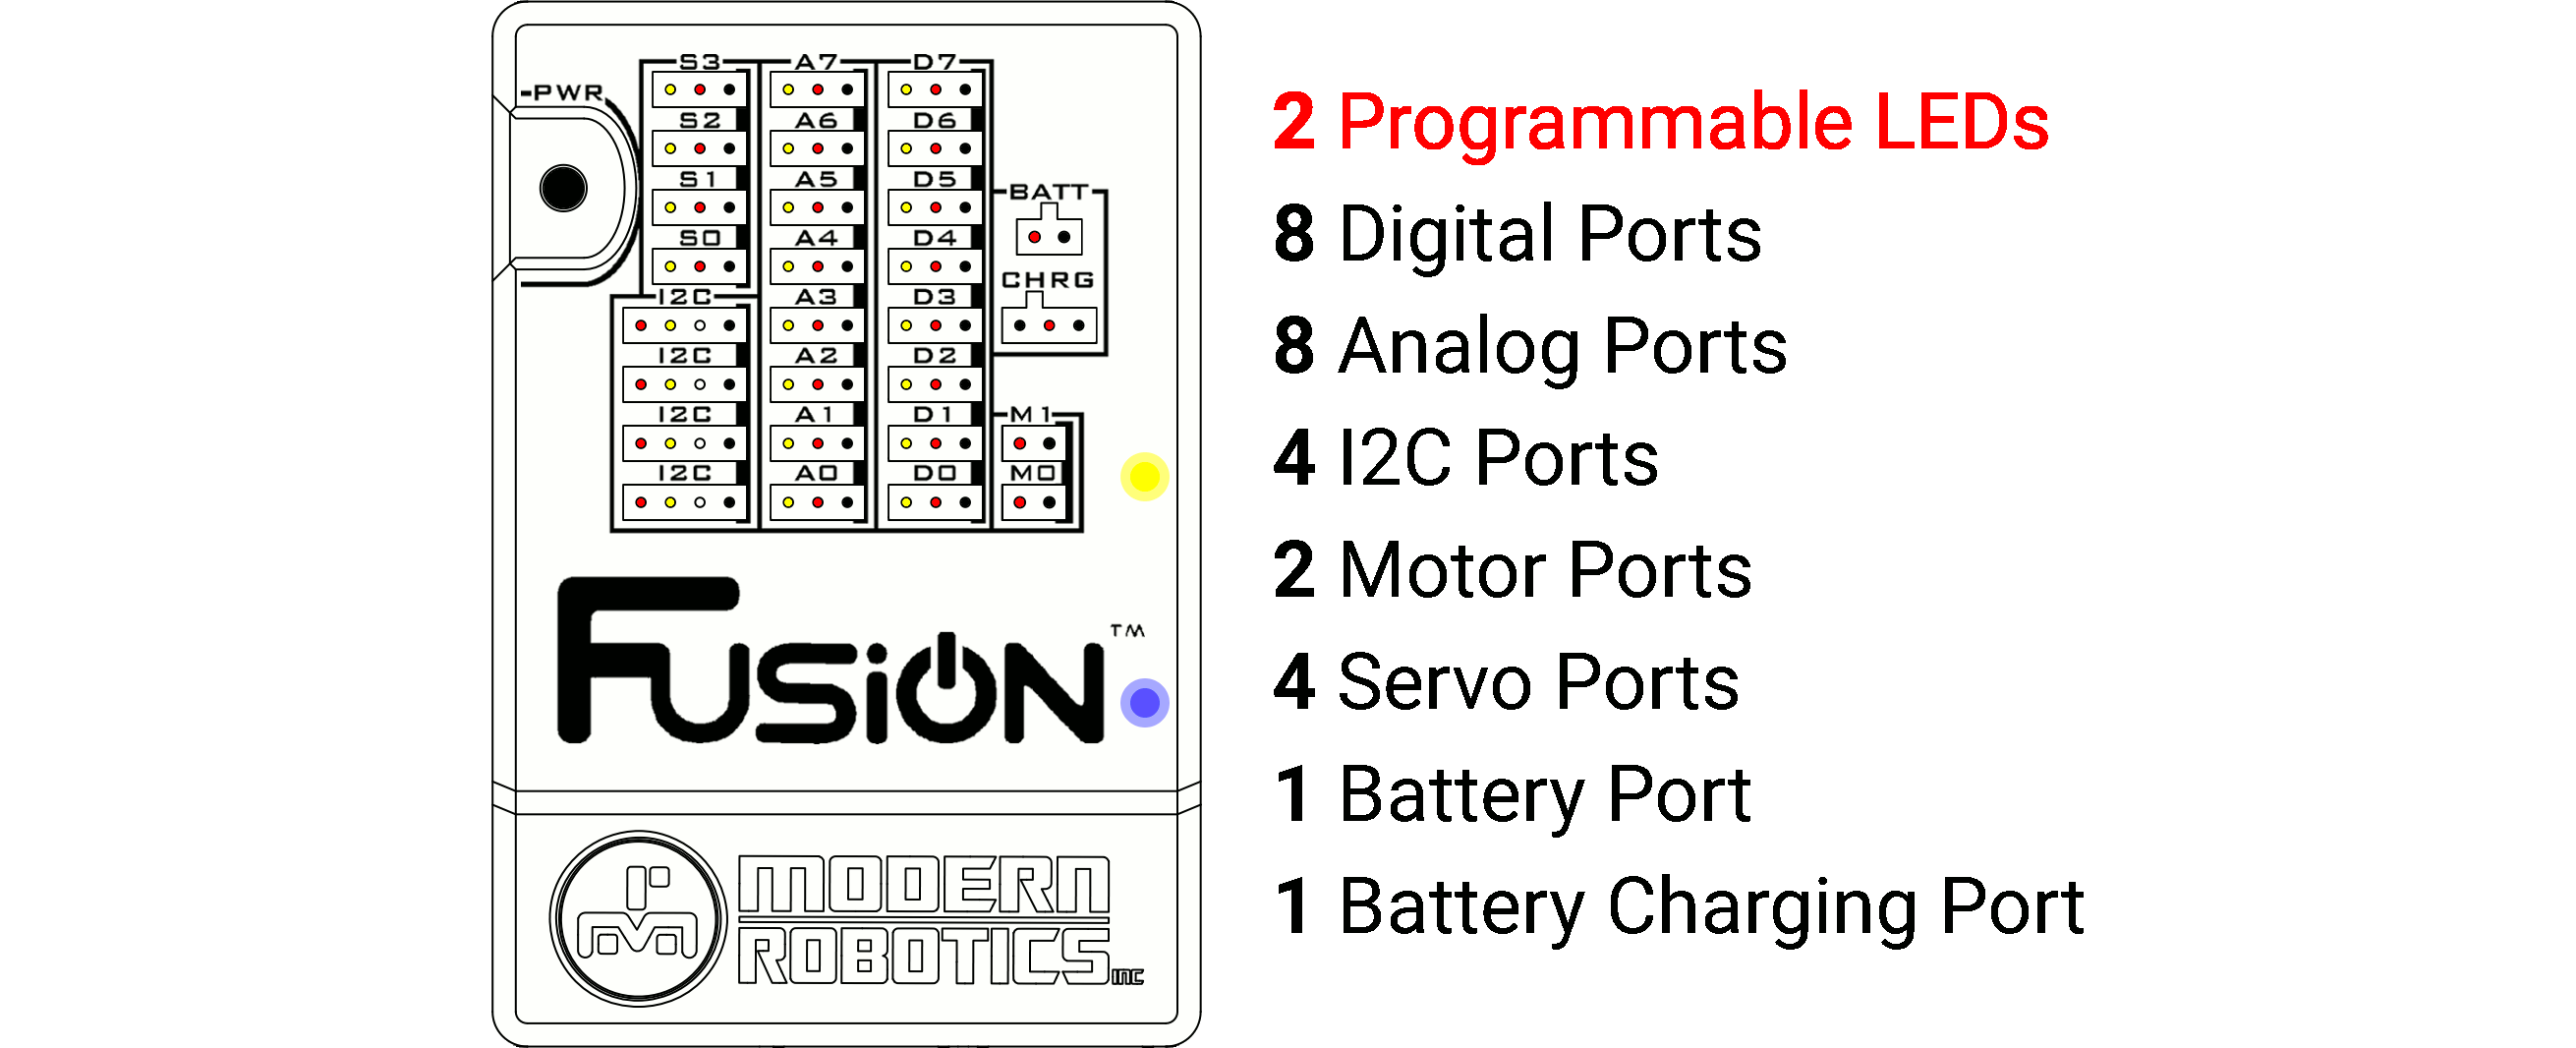 S3 A7 D7
PWR
S2 A6 D6
S1 A5 D5
BATT
S0 A4 D4
CHRG
I2C A3 D3
I2C A2 D2
I2C A1 D1 M1
I2C A0 D0 M0
FUSiON™
MODERN
ROBOTICS INC
2 Programmable LEDs
8 Digital Ports
8 Analog Ports
4 I2C Ports
2 Motor Ports
4 Servo Ports
1 Battery Port
1 Battery Charging Port